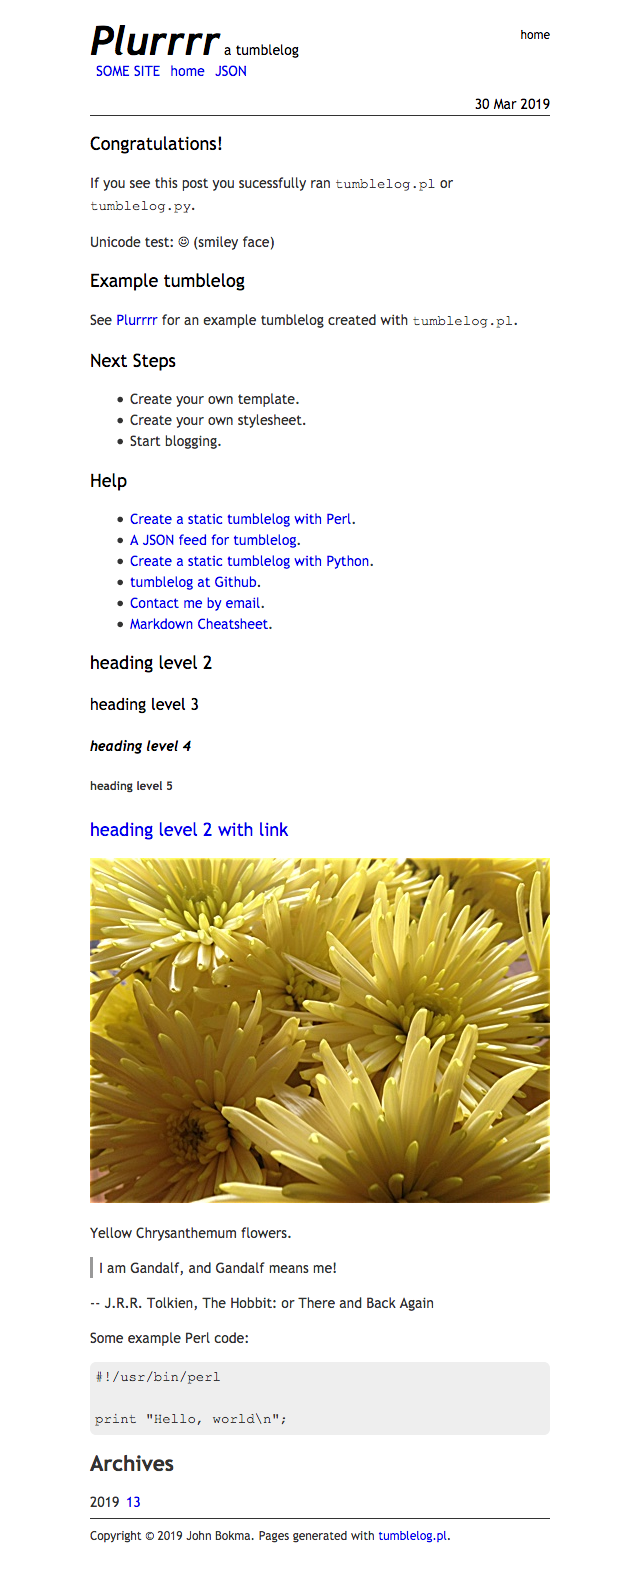 Plurrrr a tumblelog home
SOME SITE home JSON
30 Mar 2019
Congratulations!
If you see this post you sucessfully ran tumblelog.pl or
tumblelog.py.
Unicode test: ☺ (smiley face)
Example tumblelog
See Plurrrr for an example tumblelog created with tumblelog.pl.
Next Steps
• Create your own template.
• Create your own stylesheet.
• Start blogging.
Help
• Create a static tumblelog with Perl.
• A JSON feed for tumblelog.
• Create a static tumblelog with Python.
• tumblelog at Github.
• Contact me by email.
• Markdown Cheatsheet.
heading level 2
heading level 3
heading level 4
heading level 5
heading level 2 with link
Yellow Chrysanthemum flowers.
I am Gandalf, and Gandalf means me!
-- J.R.R. Tolkien, The Hobbit: or There and Back Again
Some example Perl code:
#!/usr/bin/perl
print "Hello, world\n";
Archives
2019 13
Copyright © 2019 John Bokma. Pages generated with tumblelog.pl.